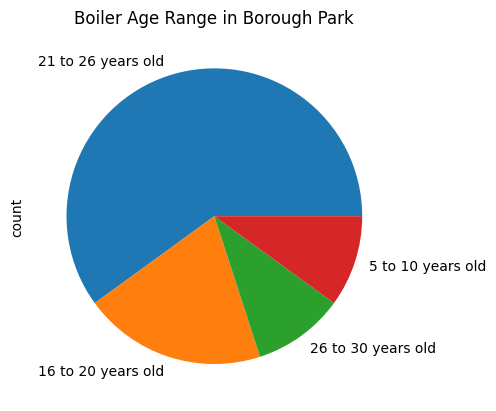 Boiler Age Range in Borough Park
21 to 26 years old
count
5 to 10 years old
26 to 30 years old
16 to 20 years old